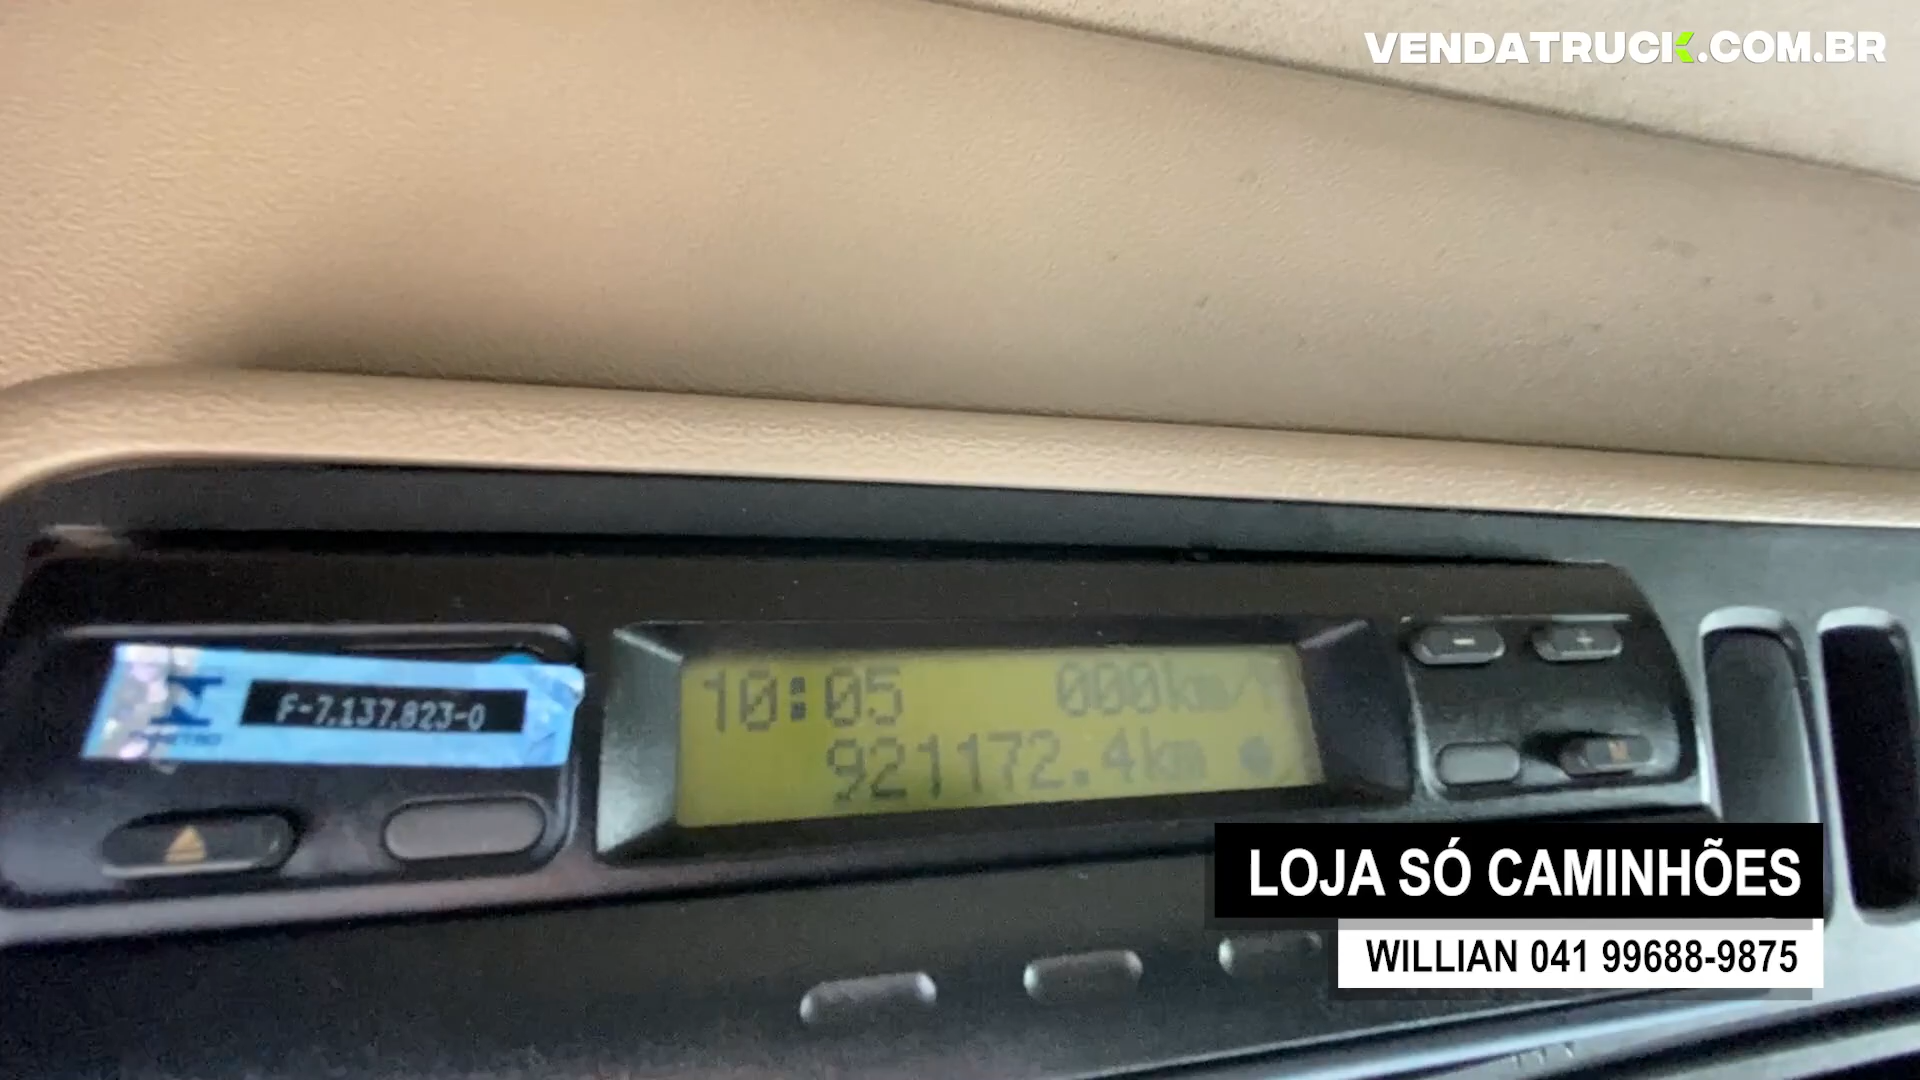 VENDATRUCK.COM.BR
F-7.137.823-0
10:05 000km/h
921172.4km
LOJA SÓ CAMINHÕES
WILLIAN 041 99688-9875